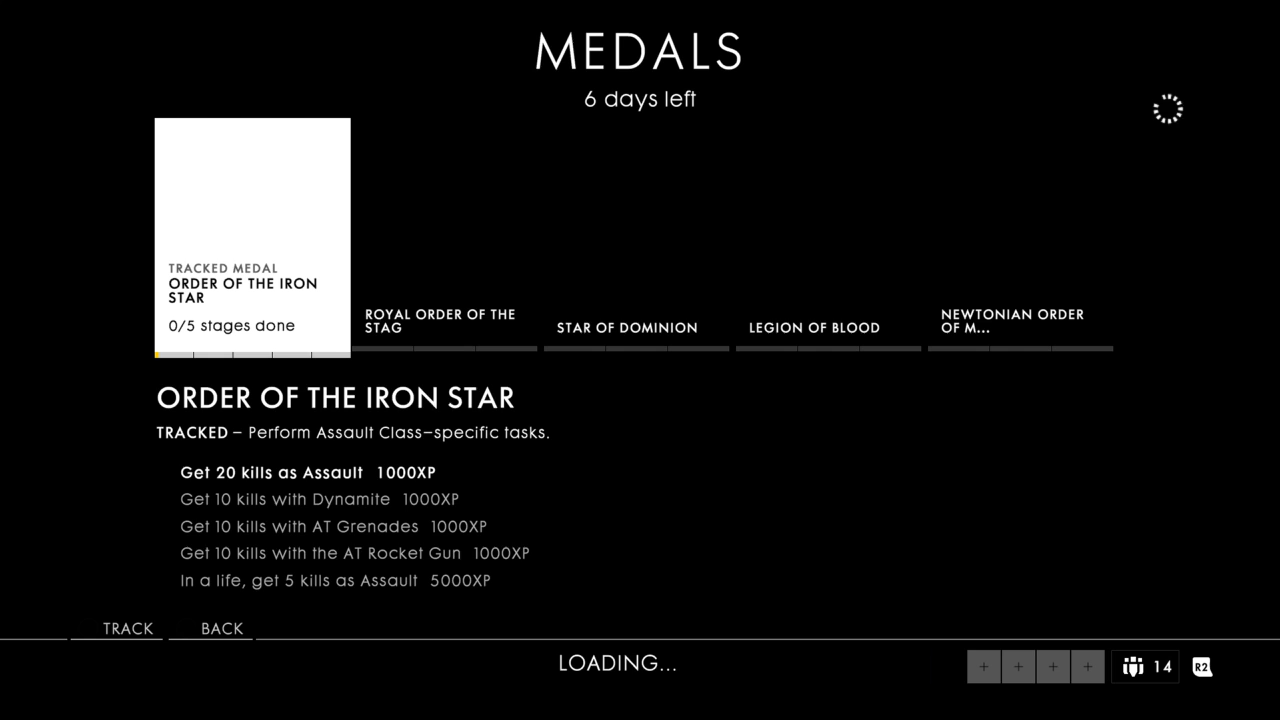 MEDALS
6 days left
TRACKED MEDAL
ORDER OF THE IRON
STAR
0/5 stages done
ROYAL ORDER OF THE
STAG
STAR OF DOMINION
LEGION OF BLOOD
NEWTONIAN ORDER
OF M...
ORDER OF THE IRON STAR
TRACKED – Perform Assault Class–specific tasks.
Get 20 kills as Assault 1000XP
Get 10 kills with Dynamite 1000XP
Get 10 kills with AT Grenades 1000XP
Get 10 kills with the AT Rocket Gun 1000XP
In a life, get 5 kills as Assault 5000XP
TRACK BACK
LOADING...
+ + + + 14 R2